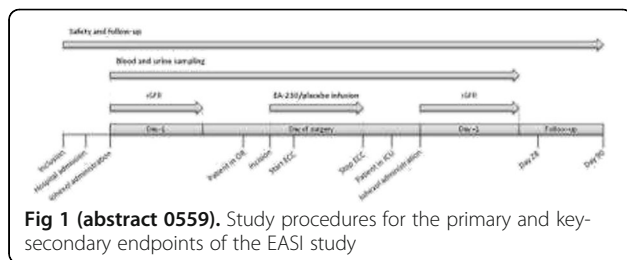 Safety and follow-up
Blood and urine sampling
iGFR EA-230/placebo infusion iGFR
Day -1 Day of surgery Day +1 Follow-up
Inclusion
Hospital admission
Iohexol administration
Patient in OR
Incision
Start ECC
Stop ECC
Patient in ICU
Iohexol administration
Day 28
Day 90
Fig 1 (abstract 0559). Study procedures for the primary and key-
secondary endpoints of the EASI study